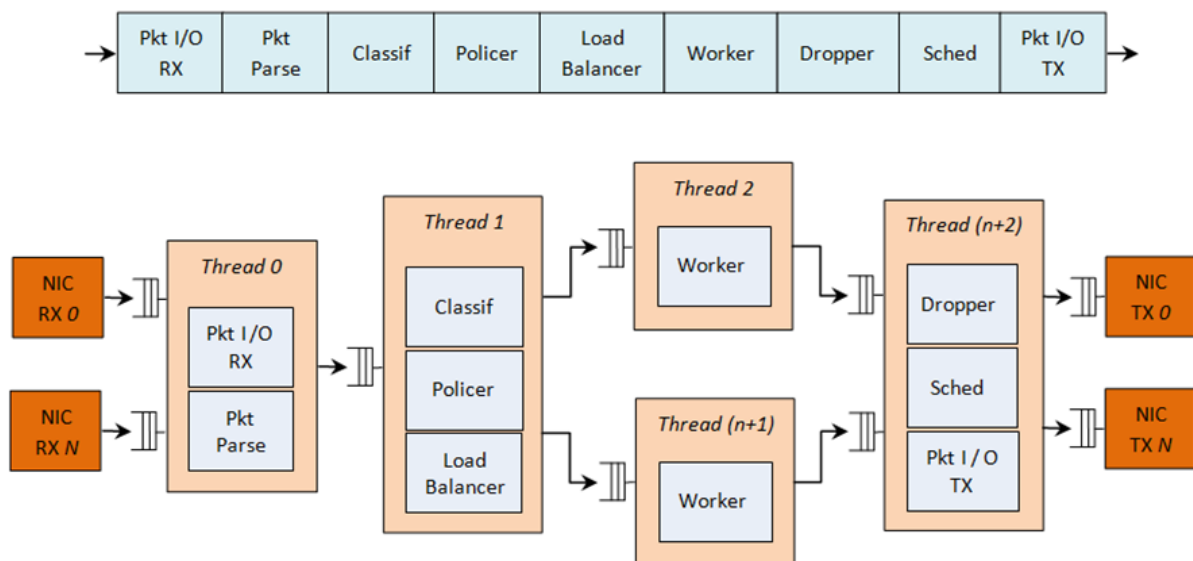 Pkt I/O
RX
Pkt
Parse
Classif
Policer
Load
Balancer
Worker
Dropper
Sched
Pkt I/O
TX
NIC
RX 0
NIC
RX N
Thread 0
Pkt I/O
RX
Pkt
Parse
Thread 1
Classif
Policer
Load
Balancer
Thread 2
Worker
Thread (n+1)
Worker
Thread (n+2)
Dropper
Sched
Pkt I / O
TX
NIC
TX 0
NIC
TX N